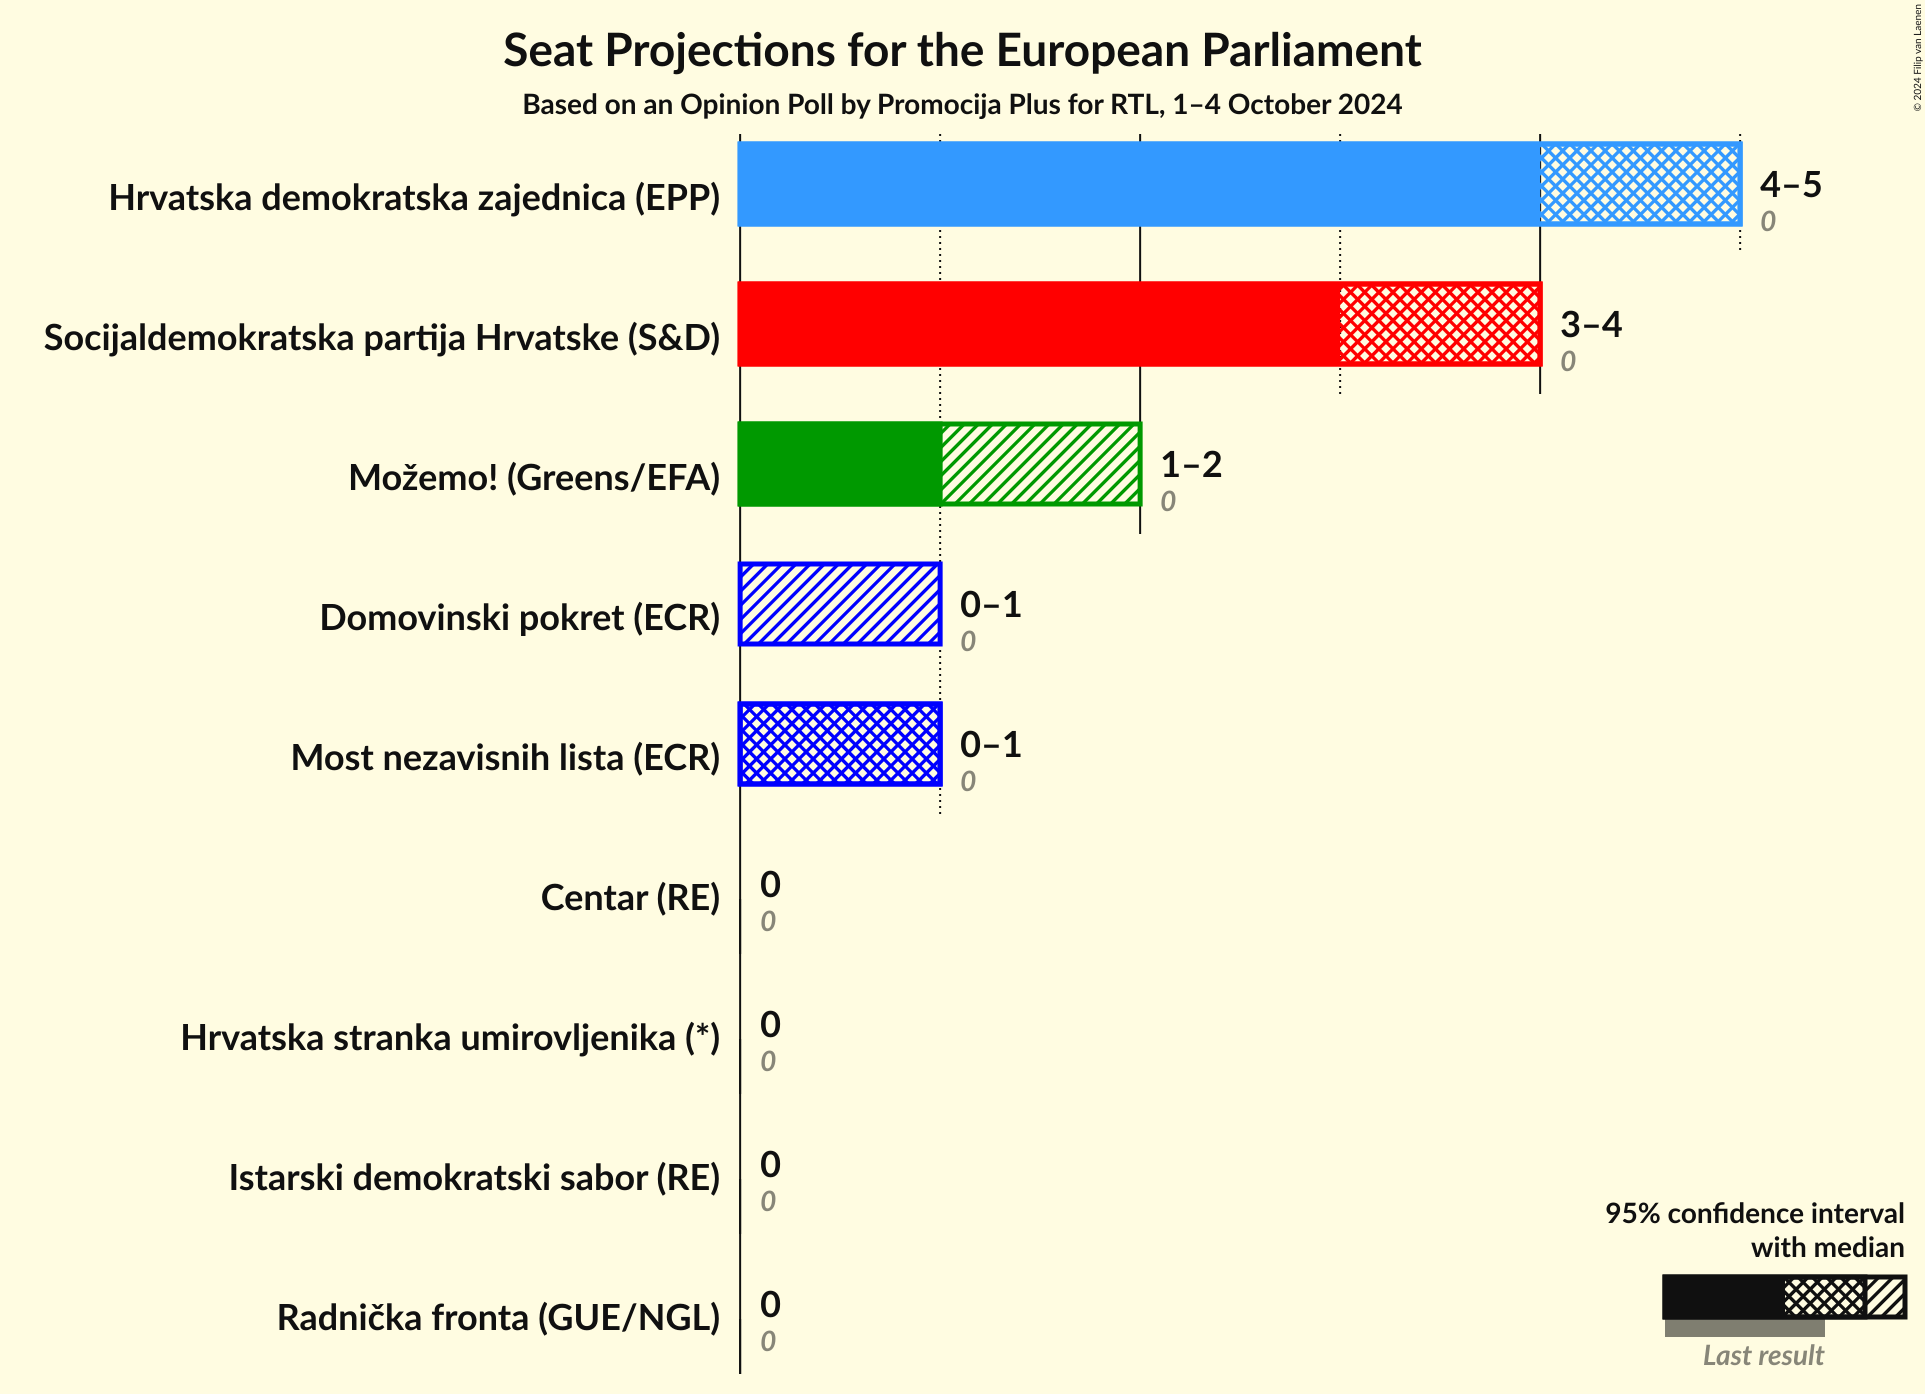 Seat Projections for the European Parliament
Based on an Opinion Poll by Promocija Plus for RTL, 1–4 October 2024
© 2024 Filip van Laenen
Hrvatska demokratska zajednica (EPP)
4–5
0
Socijaldemokratska partija Hrvatske (S&D)
3–4
0
Možemo! (Greens/EFA)
1–2
0
Domovinski pokret (ECR)
0–1
0
Most nezavisnih lista (ECR)
0–1
0
Centar (RE)
0
0
Hrvatska stranka umirovljenika (*)
0
0
Istarski demokratski sabor (RE)
0
0
Radnička fronta (GUE/NGL)
0
0
95% confidence interval
with median
Last result